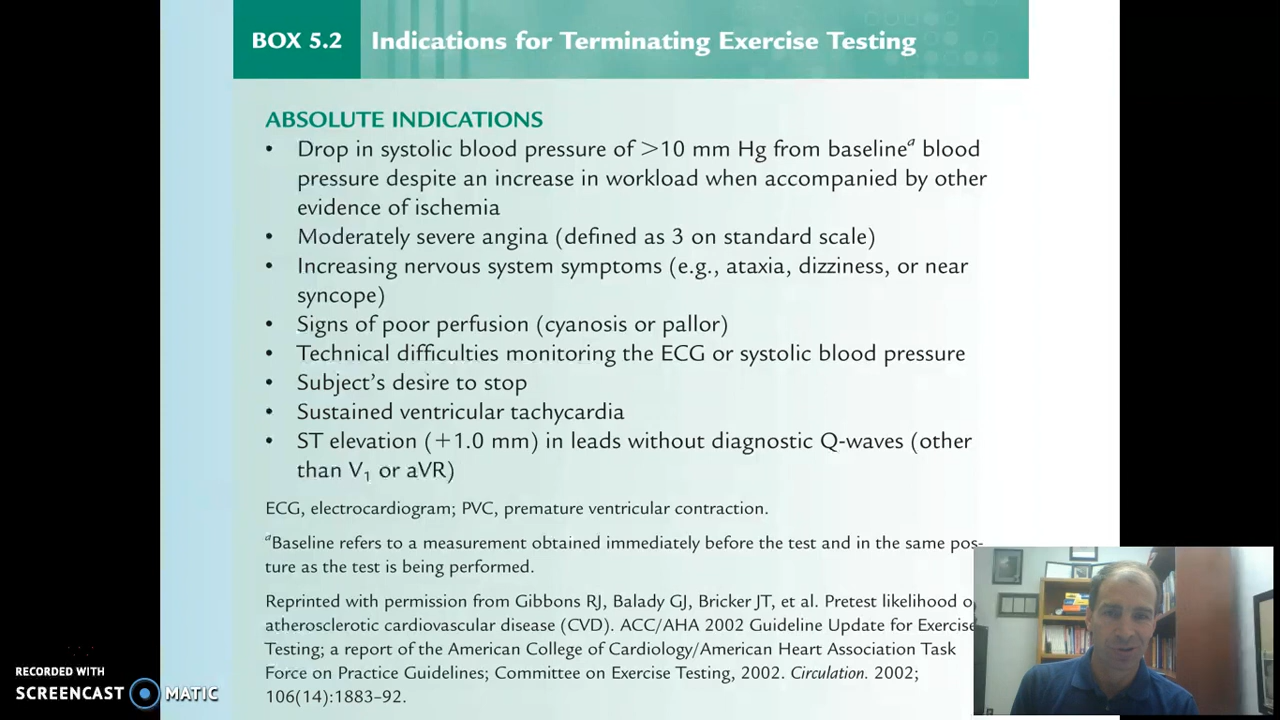 BOX 5.2 Indications for Terminating Exercise Testing
ABSOLUTE INDICATIONS
• Drop in systolic blood pressure of >10 mm Hg from baselineᵃ blood
pressure despite an increase in workload when accompanied by other
evidence of ischemia
• Moderately severe angina (defined as 3 on standard scale)
• Increasing nervous system symptoms (e.g., ataxia, dizziness, or near
syncope)
• Signs of poor perfusion (cyanosis or pallor)
• Technical difficulties monitoring the ECG or systolic blood pressure
• Subject’s desire to stop
• Sustained ventricular tachycardia
• ST elevation (+1.0 mm) in leads without diagnostic Q-waves (other
than V₁ or aVR)
ECG, electrocardiogram; PVC, premature ventricular contraction.
ᵃBaseline refers to a measurement obtained immediately before the test and in the same pos-
ture as the test is being performed.
Reprinted with permission from Gibbons RJ, Balady GJ, Bricker JT, et al. Pretest likelihood o
atherosclerotic cardiovascular disease (CVD). ACC/AHA 2002 Guideline Update for Exercise
Testing; a report of the American College of Cardiology/American Heart Association Task
Force on Practice Guidelines; Committee on Exercise Testing, 2002. Circulation. 2002;
106(14):1883–92.
RECORDED WITH
SCREENCAST MATIC